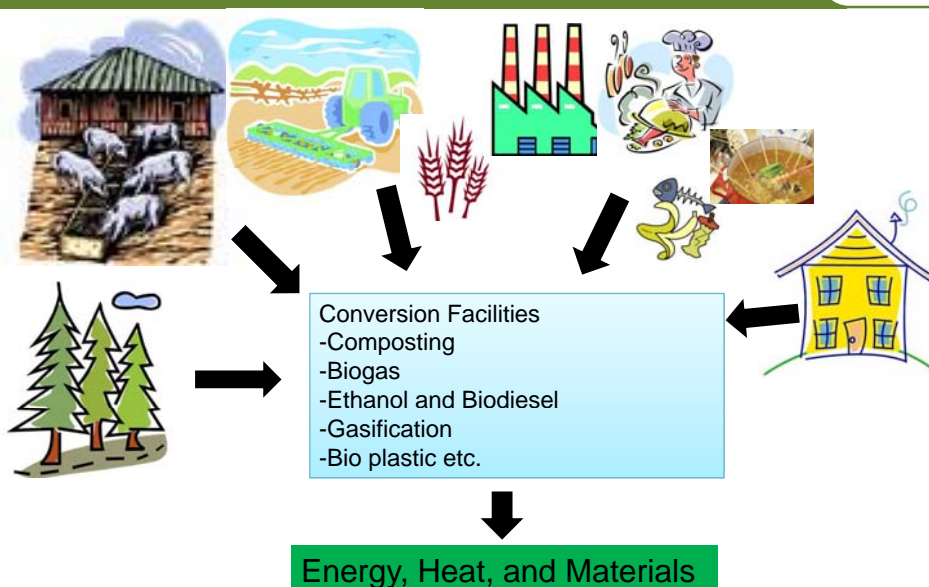 Conversion Facilities
-Composting
-Biogas
-Ethanol and Biodiesel
-Gasification
-Bio plastic etc.
Energy, Heat, and Materials